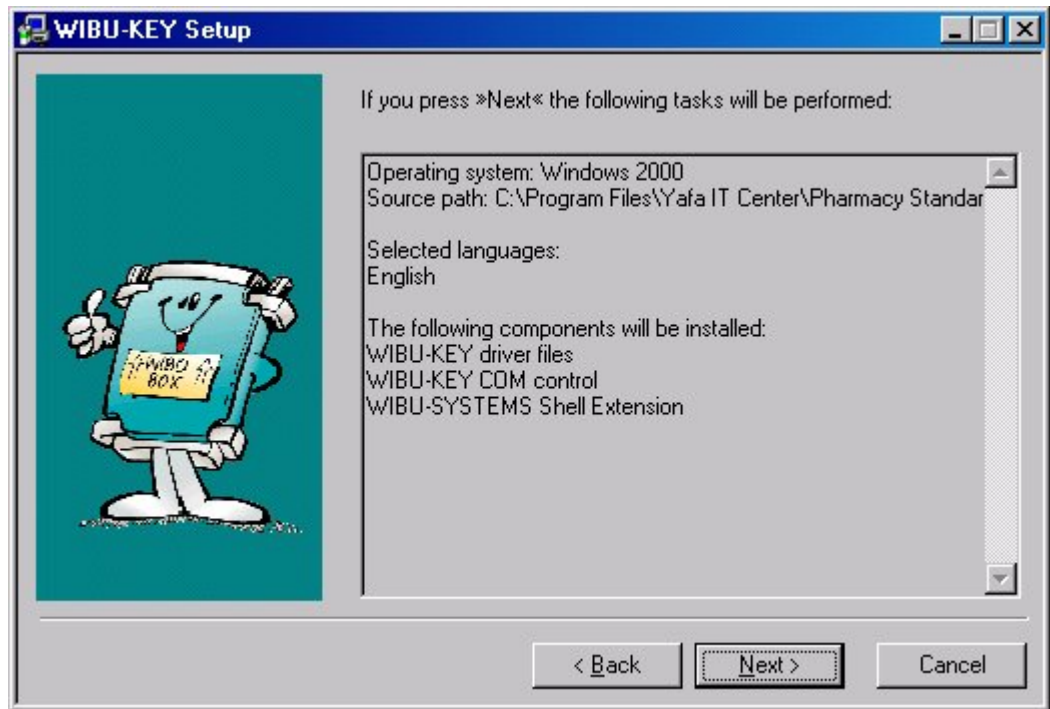 WIBU-KEY Setup
If you press »Next« the following tasks will be performed:
Operating system: Windows 2000
Source path: C:\Program Files\Yafa IT Center\Pharmacy Standar
Selected languages:
English
The following components will be installed:
WIBU-KEY driver files
WIBU-KEY COM control
WIBU-SYSTEMS Shell Extension
WIBU
BOX
< Back
Next >
Cancel